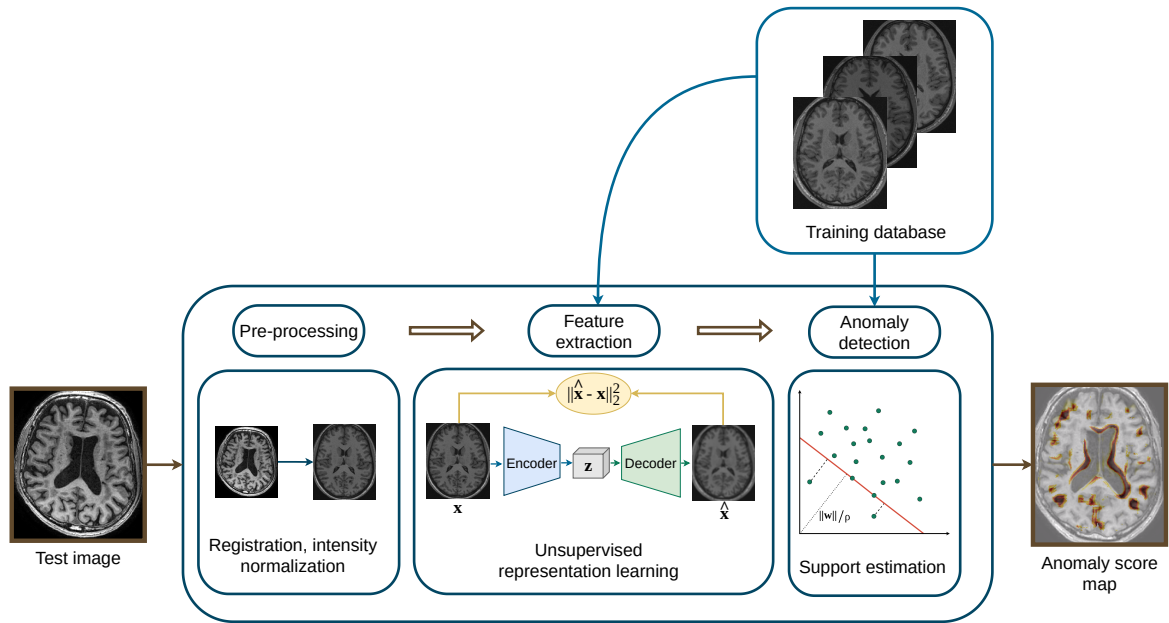 Training database
Pre-processing
Feature
extraction
Anomaly
detection
‖x̂ - x‖₂²
Encoder
z
Decoder
x
x̂
‖w‖/ρ
Test image
Registration, intensity
normalization
Unsupervised
representation learning
Support estimation
Anomaly score
map